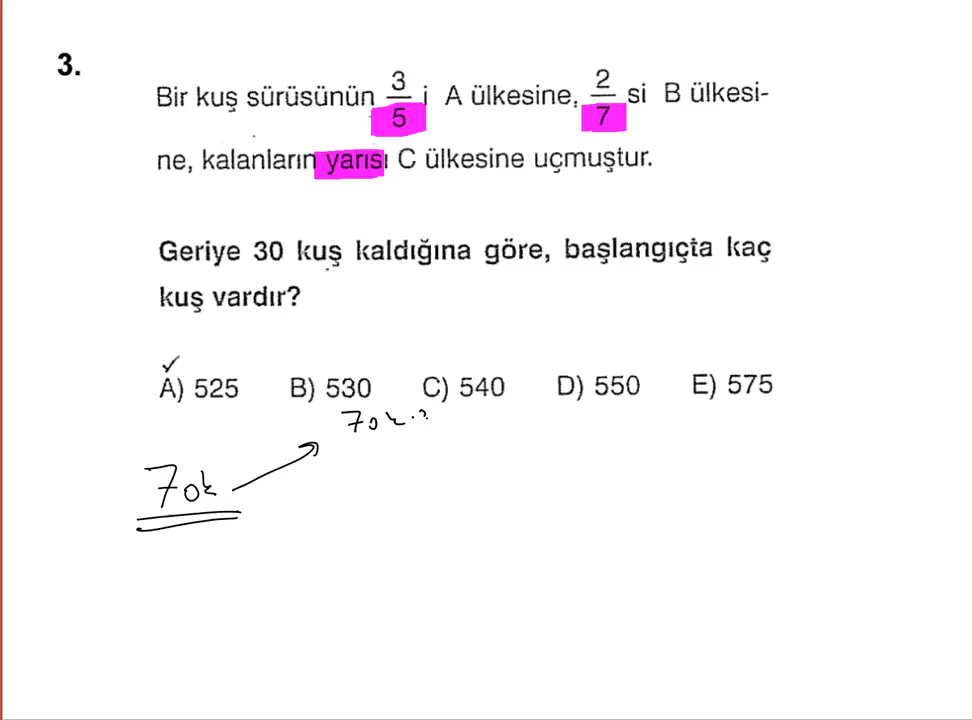 3.
Bir kuş sürüsünün 3/5 i A ülkesine, 2/7 si B ülkesi-
ne, kalanların yarısı C ülkesine uçmuştur.
Geriye 30 kuş kaldığına göre, başlangıçta kaç
kuş vardır?
A) 525 B) 530 C) 540 D) 550 E) 575
7ok